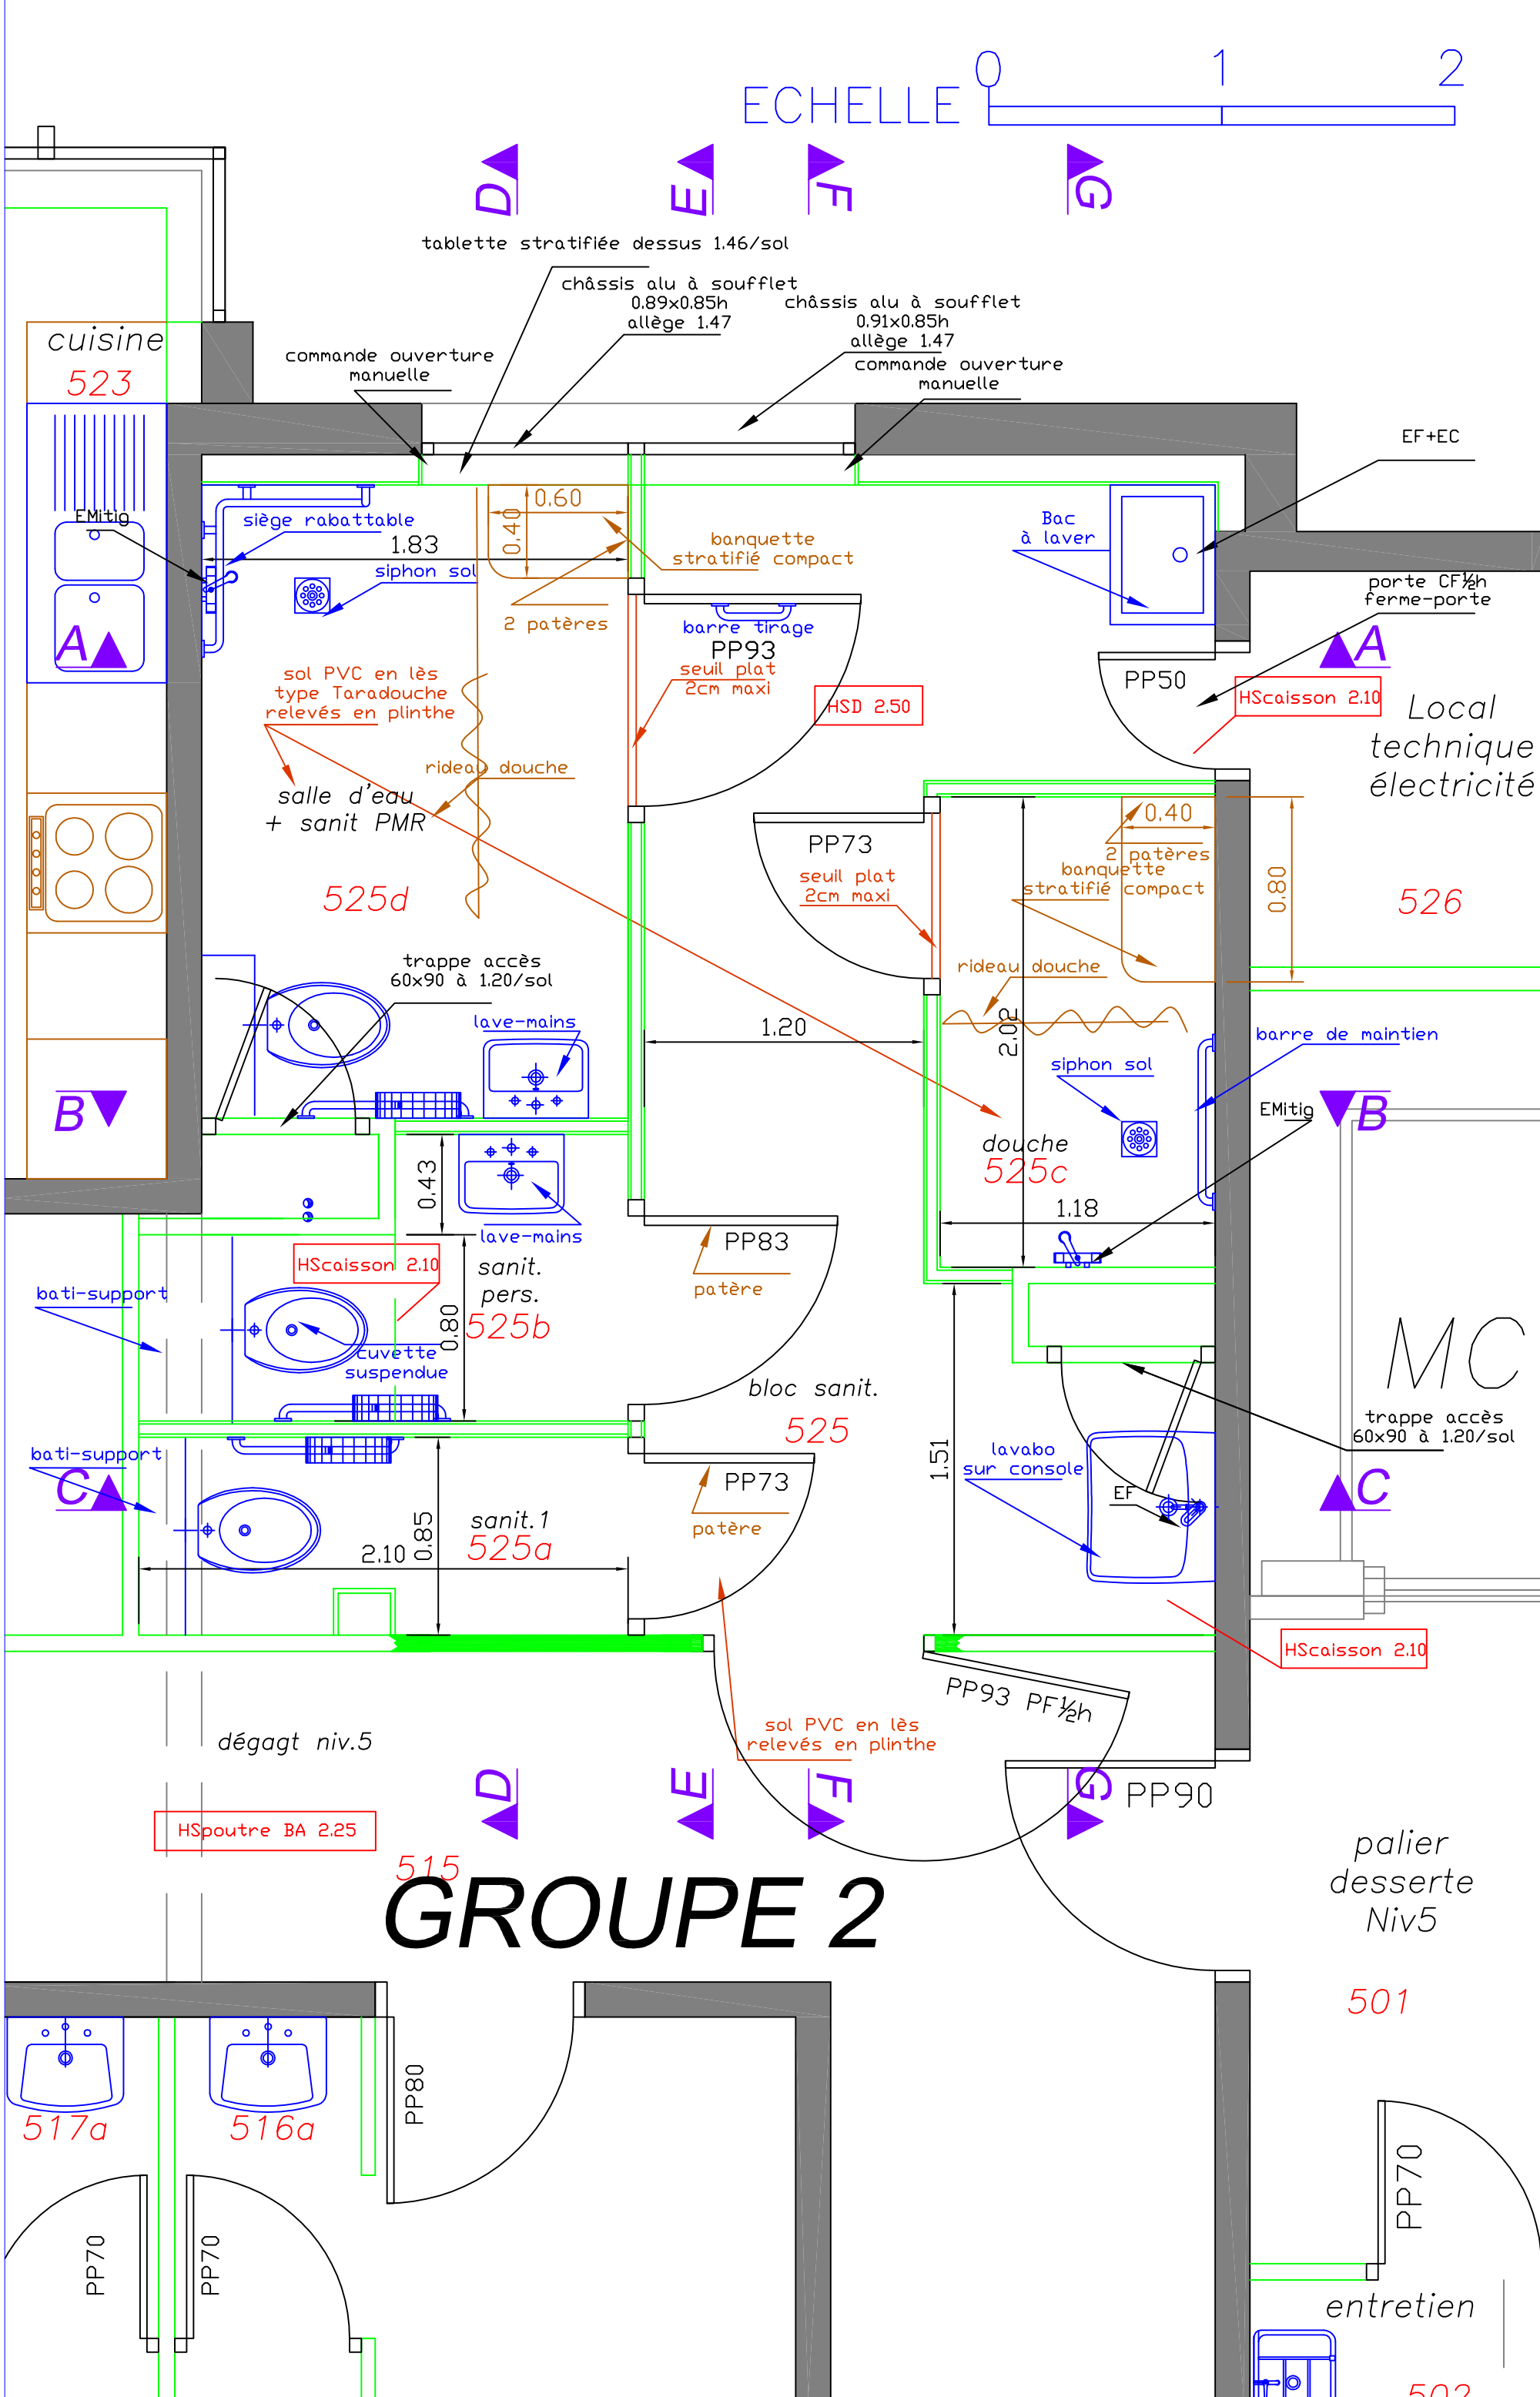 0 1 2
ECHELLE
D E F G
tablette stratifiée dessus 1.46/sol
châssis alu à soufflet
0.89x0.85h
allège 1.47
châssis alu à soufflet
0.91x0.85h
allège 1.47
commande ouverture
manuelle
commande ouverture
manuelle
cuisine
523
EF+EC
EMitig
siège rabattable
1.83
siphon sol
0.60
0.40
banquette
stratifié compact
2 patères
Bac
à laver
porte CF½h
ferme-porte
A
A
barre tirage
PP93
seuil plat
2cm maxi
HSD 2.50
PP50
HScaisson 2.10
Local
technique
électricité
526
sol PVC en lès
type Taradouche
relevés en plinthe
rideau douche
salle d'eau
+ sanit PMR
525d
PP73
seuil plat
2cm maxi
0.40
2 patères
banquette
stratifié compact
0.80
rideau douche
trappe accès
60x90 à 1.20/sol
lave-mains
1.20
2.02
barre de maintien
siphon sol
EMitig
B
B
douche
525c
1.18
0.43
lave-mains
HScaisson 2.10
sanit.
pers.
525b
0.80
PP83
patère
bati-support
cuvette
suspendue
bloc sanit.
525
MC
trappe accès
60x90 à 1.20/sol
bati-support
C
C
1.51
lavabo
sur console
EF
PP73
patère
sanit.1
525a
2.10
0.85
HScaisson 2.10
PP93 PF½h
sol PVC en lès
relevés en plinthe
dégagt niv.5
D E F G
PP90
HSpoutre BA 2.25
515
GROUPE 2
palier
desserte
Niv5
501
PP80
517a
516a
PP70
PP70
PP70
entretien
502